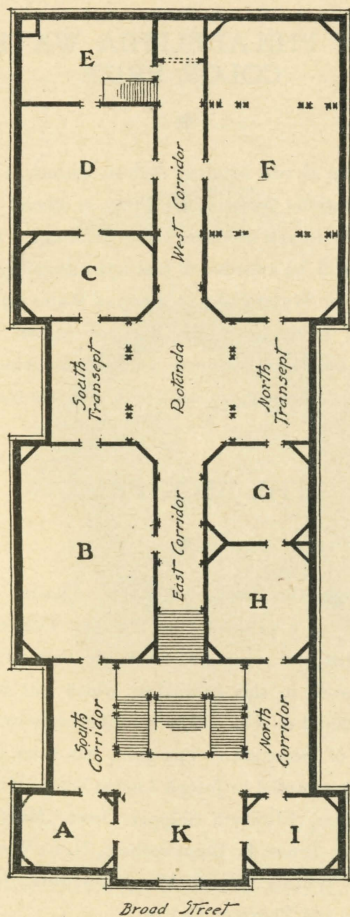 E
D
F
West Corridor
C
South
Transept
Rotunda
North
Transept
G
B
East Corridor
H
South
Corridor
North
Corridor
A
K
I
Broad Street